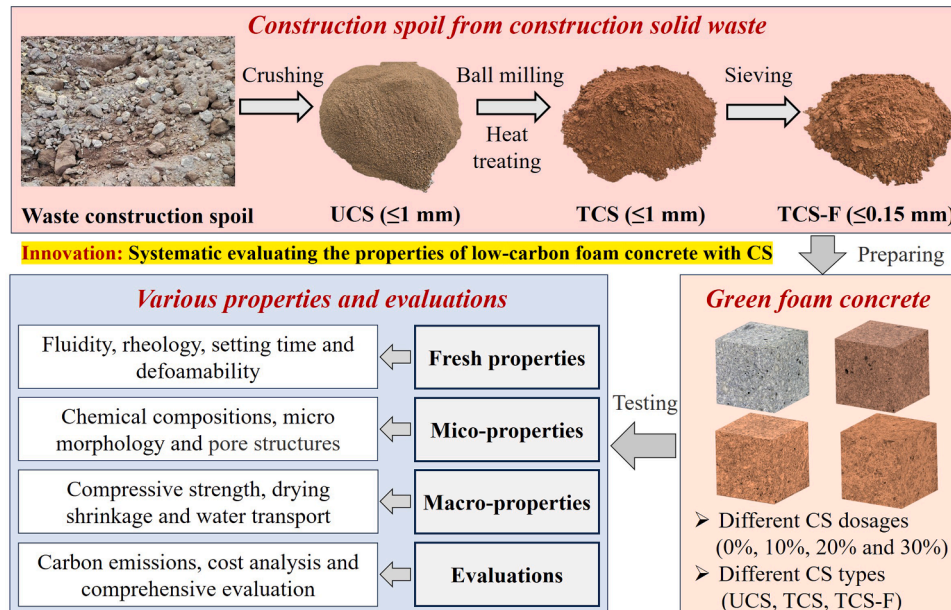 Construction spoil from construction solid waste
Crushing
Ball milling
Heat
treating
Sieving
Waste construction spoil
UCS (≤1 mm)
TCS (≤1 mm)
TCS-F (≤0.15 mm)
Innovation: Systematic evaluating the properties of low-carbon foam concrete with CS
Preparing
Various properties and evaluations
Fluidity, rheology, setting time and
defoamability
Fresh properties
Chemical compositions, micro
morphology and pore structures
Mico-properties
Compressive strength, drying
shrinkage and water transport
Macro-properties
Carbon emissions, cost analysis and
comprehensive evaluation
Evaluations
Testing
Green foam concrete
➢ Different CS dosages
(0%, 10%, 20% and 30%)
➢ Different CS types
(UCS, TCS, TCS-F)